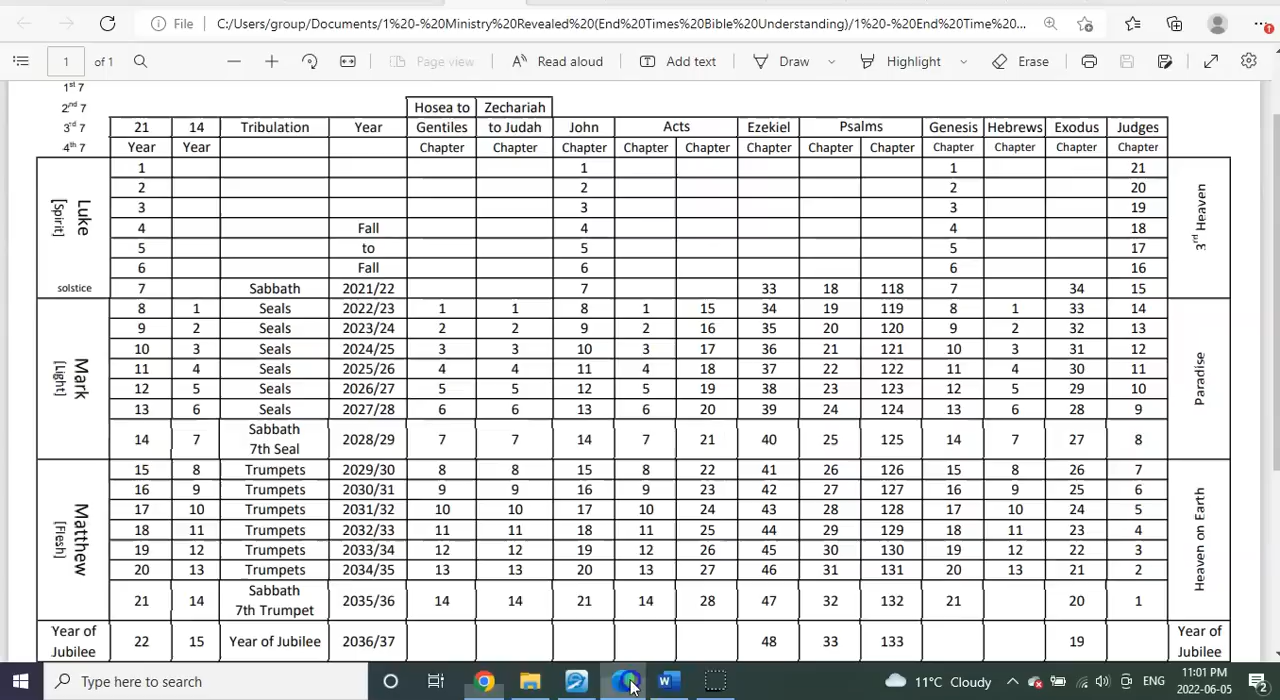 File C:/Users/group/Documents/1%20-%20Ministry%20Revealed(End%20Times%20Bible%20Understanding)/1%20-%20End%20Time%20...
1 of 1 Page view Read aloud Add text Draw Highlight Erase
1st 7
2nd 7 Hosea to Zechariah
3rd 7 21 14 Tribulation Year Gentiles to Judah John Acts Ezekiel Psalms Genesis Hebrews Exodus Judges
4th 7 Year Year Chapter Chapter Chapter Chapter Chapter Chapter Chapter Chapter Chapter Chapter Chapter Chapter
Luke
[Spirit]
solstice
3rd Heaven
1 1 1 21
2 2 2 20
3 3 3 19
4 Fall 4 4 18
5 to 5 5 17
6 Fall 6 6 16
7 Sabbath 2021/22 7 33 18 118 7 34 15
Mark
[Light]
Paradise
8 1 Seals 2022/23 1 1 8 1 15 34 19 119 8 1 33 14
9 2 Seals 2023/24 2 2 9 2 16 35 20 120 9 2 32 13
10 3 Seals 2024/25 3 3 10 3 17 36 21 121 10 3 31 12
11 4 Seals 2025/26 4 4 11 4 18 37 22 122 11 4 30 11
12 5 Seals 2026/27 5 5 12 5 19 38 23 123 12 5 29 10
13 6 Seals 2027/28 6 6 13 6 20 39 24 124 13 6 28 9
Sabbath
14 7 7th Seal 2028/29 7 7 14 7 21 40 25 125 14 7 27 8
Matthew
[Flesh]
Heaven on Earth
15 8 Trumpets 2029/30 8 8 15 8 22 41 26 126 15 8 26 7
16 9 Trumpets 2030/31 9 9 16 9 23 42 27 127 16 9 25 6
17 10 Trumpets 2031/32 10 10 17 10 24 43 28 128 17 10 24 5
18 11 Trumpets 2032/33 11 11 18 11 25 44 29 129 18 11 23 4
19 12 Trumpets 2033/34 12 12 19 12 26 45 30 130 19 12 22 3
20 13 Trumpets 2034/35 13 13 20 13 27 46 31 131 20 13 21 2
Sabbath
21 14 7th Trumpet 2035/36 14 14 21 14 28 47 32 132 21 20 1
Year of Jubilee 22 15 Year of Jubilee 2036/37 48 33 133 19 Year of Jubilee
Type here to search 11°C Cloudy ENG 11:01 PM
2022-06-05 2